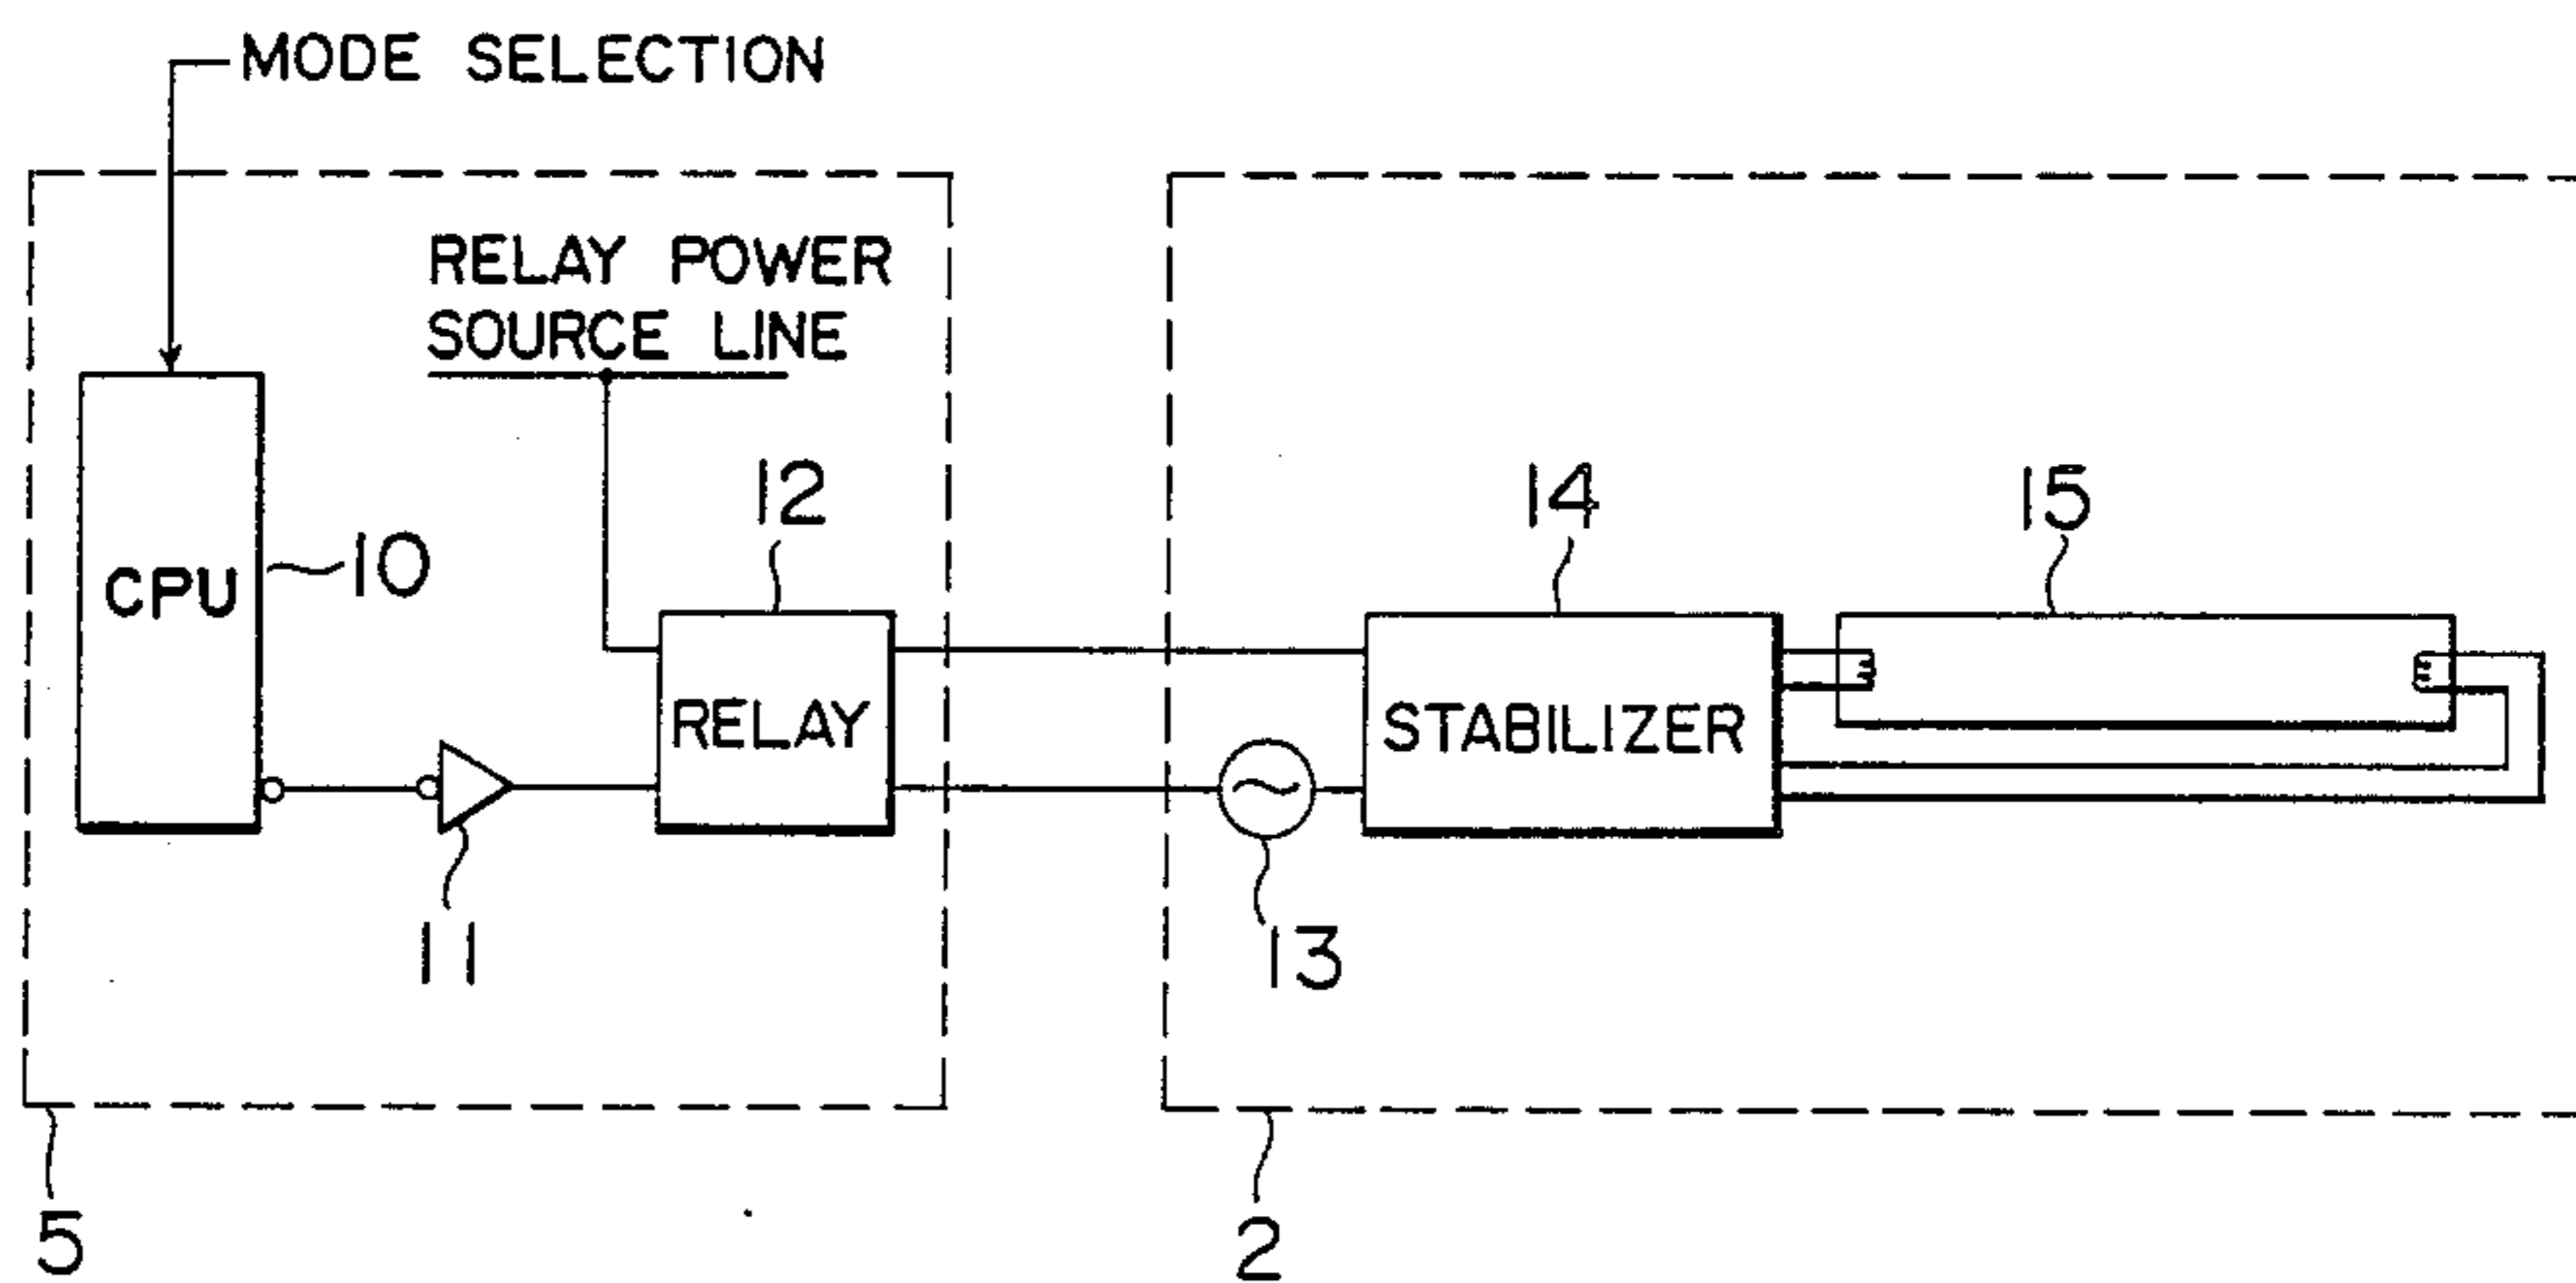 MODE SELECTION
RELAY POWER
SOURCE LINE
12
14
15
CPU
10
RELAY
STABILIZER
11
13
5
2